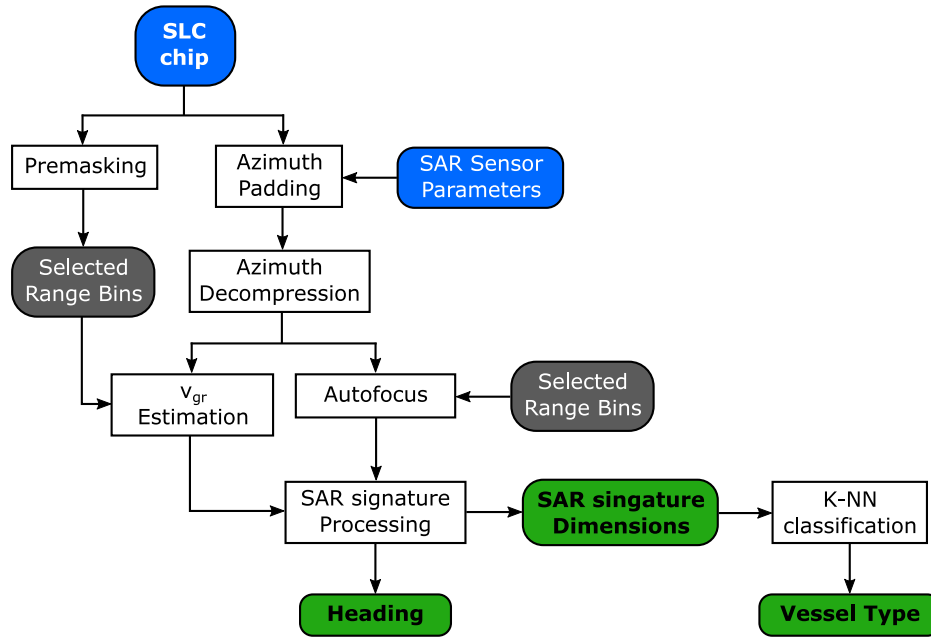 SLC
chip
Premasking
Azimuth
Padding
SAR Sensor
Parameters
Selected
Range Bins
Azimuth
Decompression
v_gr
Estimation
Autofocus
Selected
Range Bins
SAR signature
Processing
SAR singature
Dimensions
K-NN
classification
Heading
Vessel Type